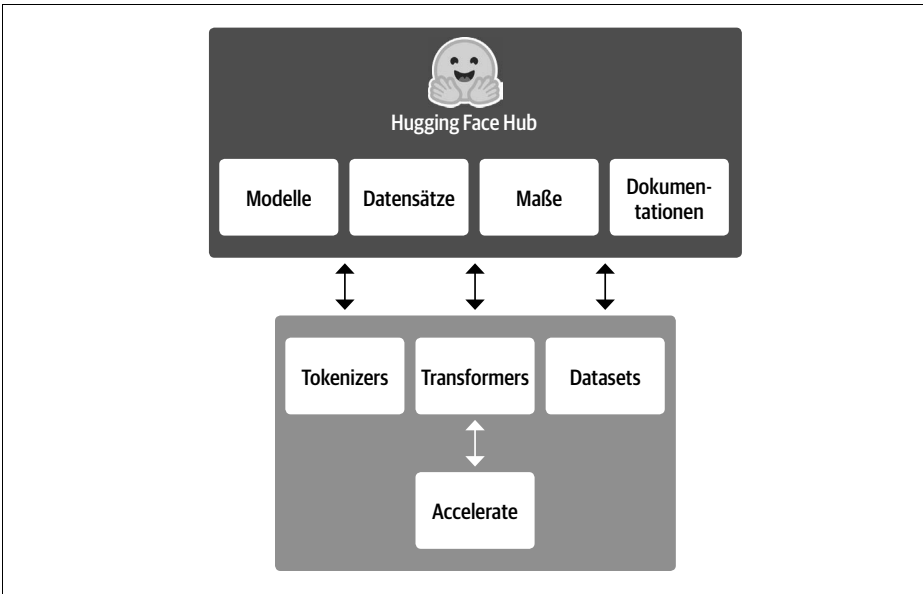 Hugging Face Hub
Modelle
Datensätze
Maße
Dokumen-
tationen
Tokenizers
Transformers
Datasets
Accelerate